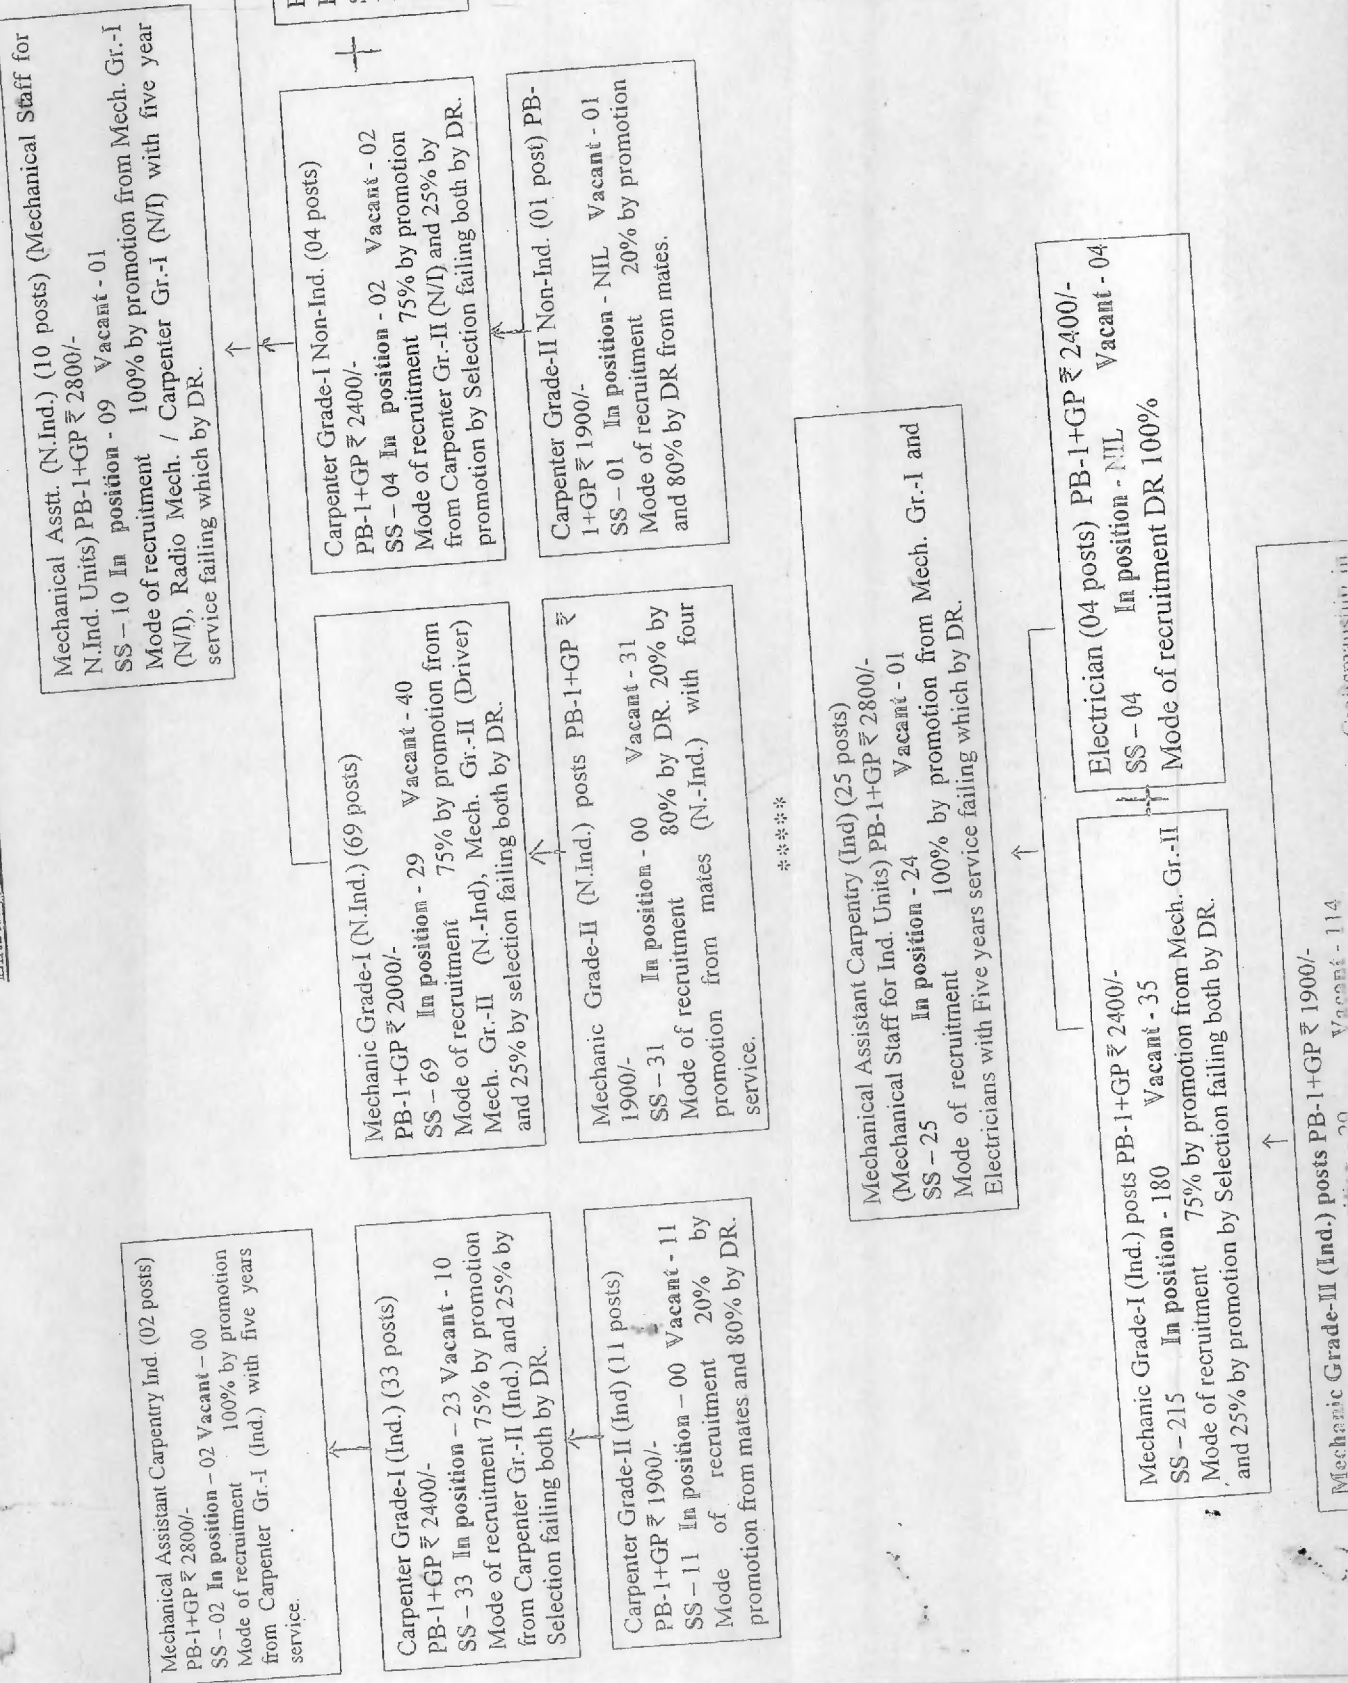 Mechanical Assistant Carpentry Ind. (02 posts)
PB-1+GP ₹ 2800/-
SS – 02 In position – 02 Vacant – 00
Mode of recruitment 100% by promotion
from Carpenter Gr.-I (Ind.) with five years
service.
Carpenter Grade-I (Ind.) (33 posts)
PB-1+GP ₹ 2400/-
SS – 33 In position – 23 Vacant - 10
Mode of recruitment 75% by promotion
from Carpenter Gr.-II (Ind.) and 25% by
Selection failing both by DR.
Carpenter Grade-II (Ind) (11 posts)
PB-1+GP ₹ 1900/-
SS – 11 In position – 00 Vacant - 11
Mode of recruitment 20% by
promotion from mates and 80% by DR.
Mechanical Asstt. (N.Ind.) (10 posts) (Mechanical Staff for
N.Ind. Units) PB-1+GP ₹ 2800/-
SS – 10 In position - 09 Vacant - 01
Mode of recruitment 100% by promotion from Mech. Gr.-I
(N/I), Radio Mech. / Carpenter Gr.-I (N/I) with five year
service failing which by DR.
Mechanic Grade-I (N.Ind.) (69 posts)
PB-1+GP ₹ 2000/-
SS – 69 In position - 29 Vacant - 40
Mode of recruitment 75% by promotion from
Mech. Gr.-II (N.-Ind), Mech. Gr.-II (Driver)
and 25% by selection failing both by DR.
Mechanic Grade-II (N.Ind.) posts PB-1+GP ₹
1900/-
SS – 31 In position - 00 Vacant - 31
Mode of recruitment 80% by DR. 20% by
promotion from mates (N.-Ind.) with four
service.
Carpenter Grade-I Non-Ind. (04 posts)
PB-1+GP ₹ 2400/-
SS – 04 In position - 02 Vacant - 02
Mode of recruitment 75% by promotion
from Carpenter Gr.-II (N/I) and 25% by
promotion by Selection failing both by DR.
+
Carpenter Grade-II Non-Ind. (01 post) PB-
1+GP ₹ 1900/-
SS – 01 In position - NIL Vacant - 01
Mode of recruitment 20% by promotion
and 80% by DR from mates.
*****
Mechanical Assistant Carpentry (Ind) (25 posts)
(Mechanical Staff for Ind. Units) PB-1+GP ₹ 2800/-
SS – 25 In position - 24 Vacant - 01
Mode of recruitment 100% by promotion from Mech. Gr.-I and
Electricians with Five years service failing which by DR.
Mechanic Grade-I (Ind.) posts PB-1+GP ₹ 2400/-
SS – 215 In position - 180 Vacant - 35
Mode of recruitment 75% by promotion from Mech. Gr.-II
and 25% by promotion by Selection failing both by DR.
+
Electrician (04 posts) PB-1+GP ₹ 2400/-
SS – 04 In position - NIL Vacant - 04
Mode of recruitment DR 100%
Mechanic Grade-II (Ind.) posts PB-1+GP ₹ 1900/-
Vacant - 114